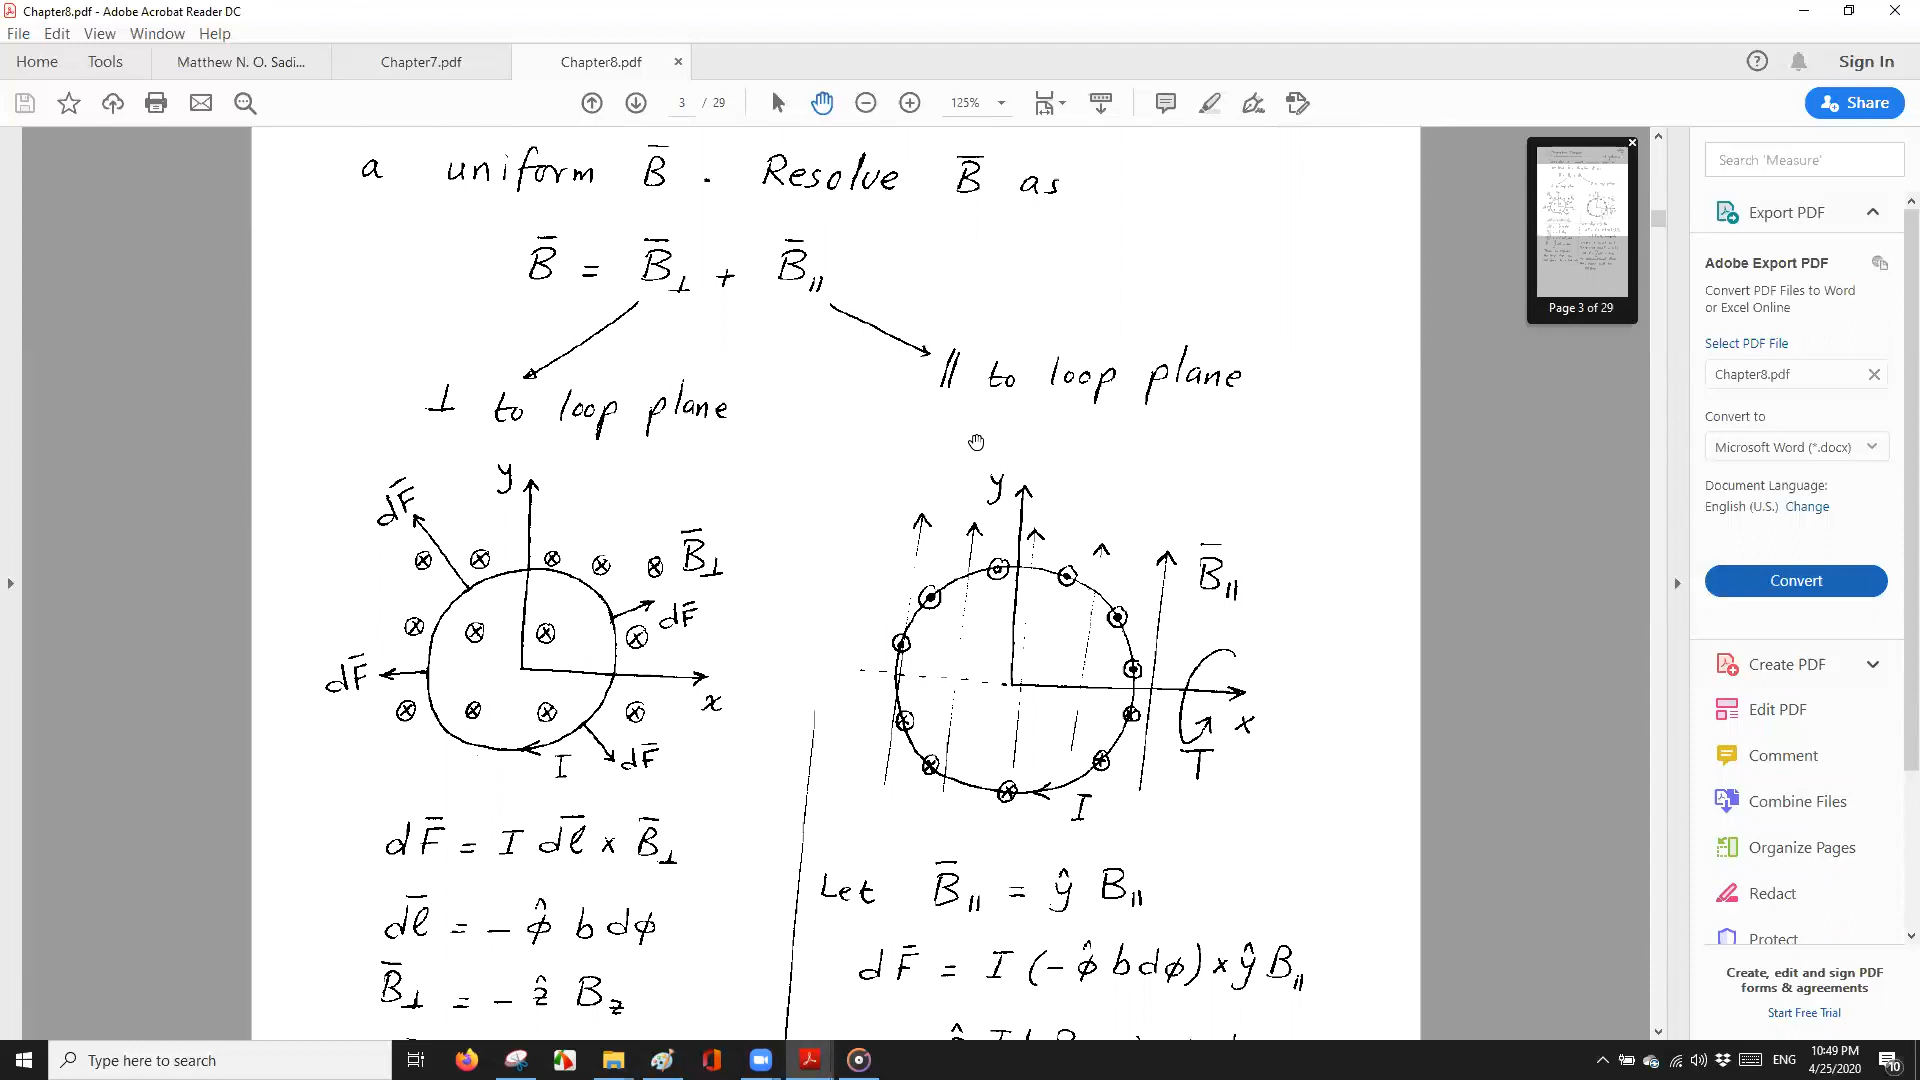 Chapter8.pdf - Adobe Acrobat Reader DC
File Edit View Window Help
Home Tools Matthew N. O. Sadi... Chapter7.pdf Chapter8.pdf × Sign In
3 / 29 125% Share
a uniform B̄ . Resolve B̄ as
B̄ = B̄⊥ + B̄∥
⊥ to loop plane
∥ to loop plane
y
dF̄
B̄⊥
dF̄
dF̄
x
I
dF̄
y
B̄∥
x
T̄
I
dF̄ = I dl̄ × B̄⊥
dl̄ = - φ̂ b dφ
B̄⊥ = - ẑ Bz
Let B̄∥ = ŷ B∥
dF̄ = I (-φ̂ b dφ) × ŷ B∥
Page 3 of 29
Search 'Measure'
Export PDF
Adobe Export PDF
Convert PDF Files to Word
or Excel Online
Select PDF File
Chapter8.pdf
Convert to
Microsoft Word (*.docx)
Document Language:
English (U.S.) Change
Convert
Create PDF
Edit PDF
Comment
Combine Files
Organize Pages
Redact
Protect
Create, edit and sign PDF
forms & agreements
Start Free Trial
Type here to search
ENG
10:49 PM
4/25/2020
10